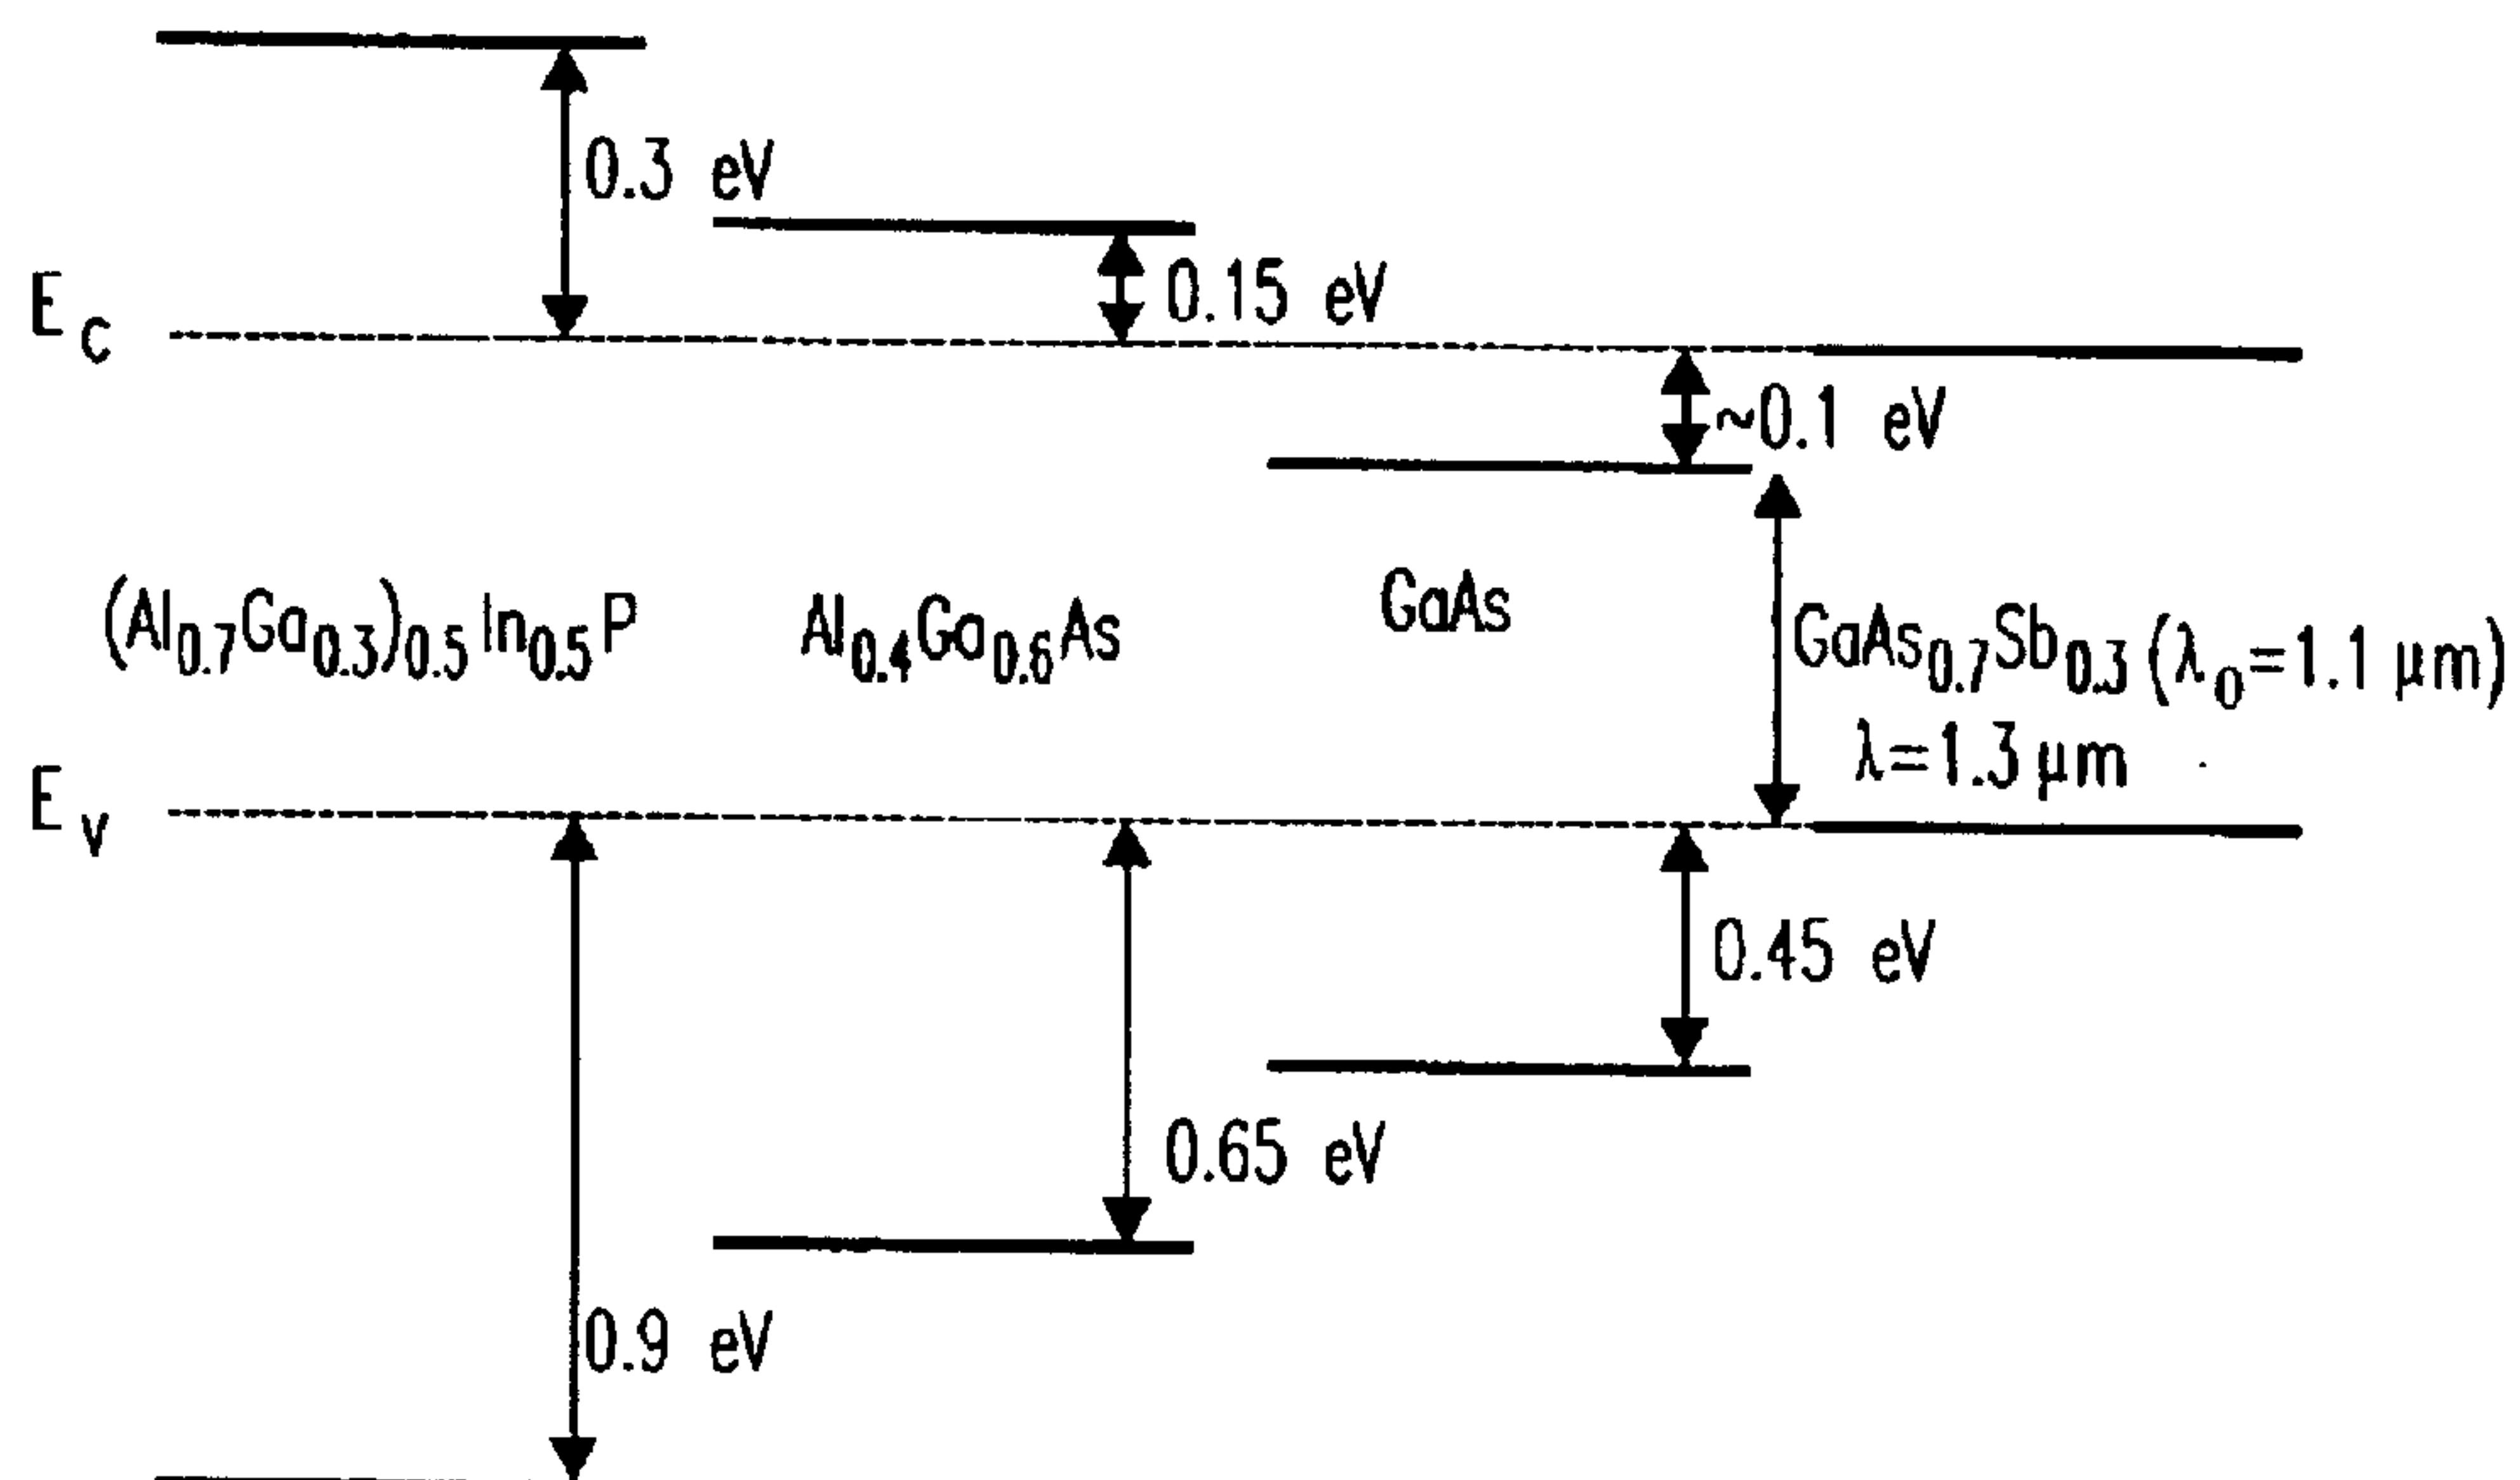 0.3 eV
0.15 eV
E_C
~0.1 eV
(Al0.7Ga0.3)0.5In0.5P
Al0.4Ga0.6As
GaAs
GaAs0.7Sb0.3 (λ0=1.1 μm)
λ=1.3 μm
E_V
0.45 eV
0.65 eV
0.9 eV